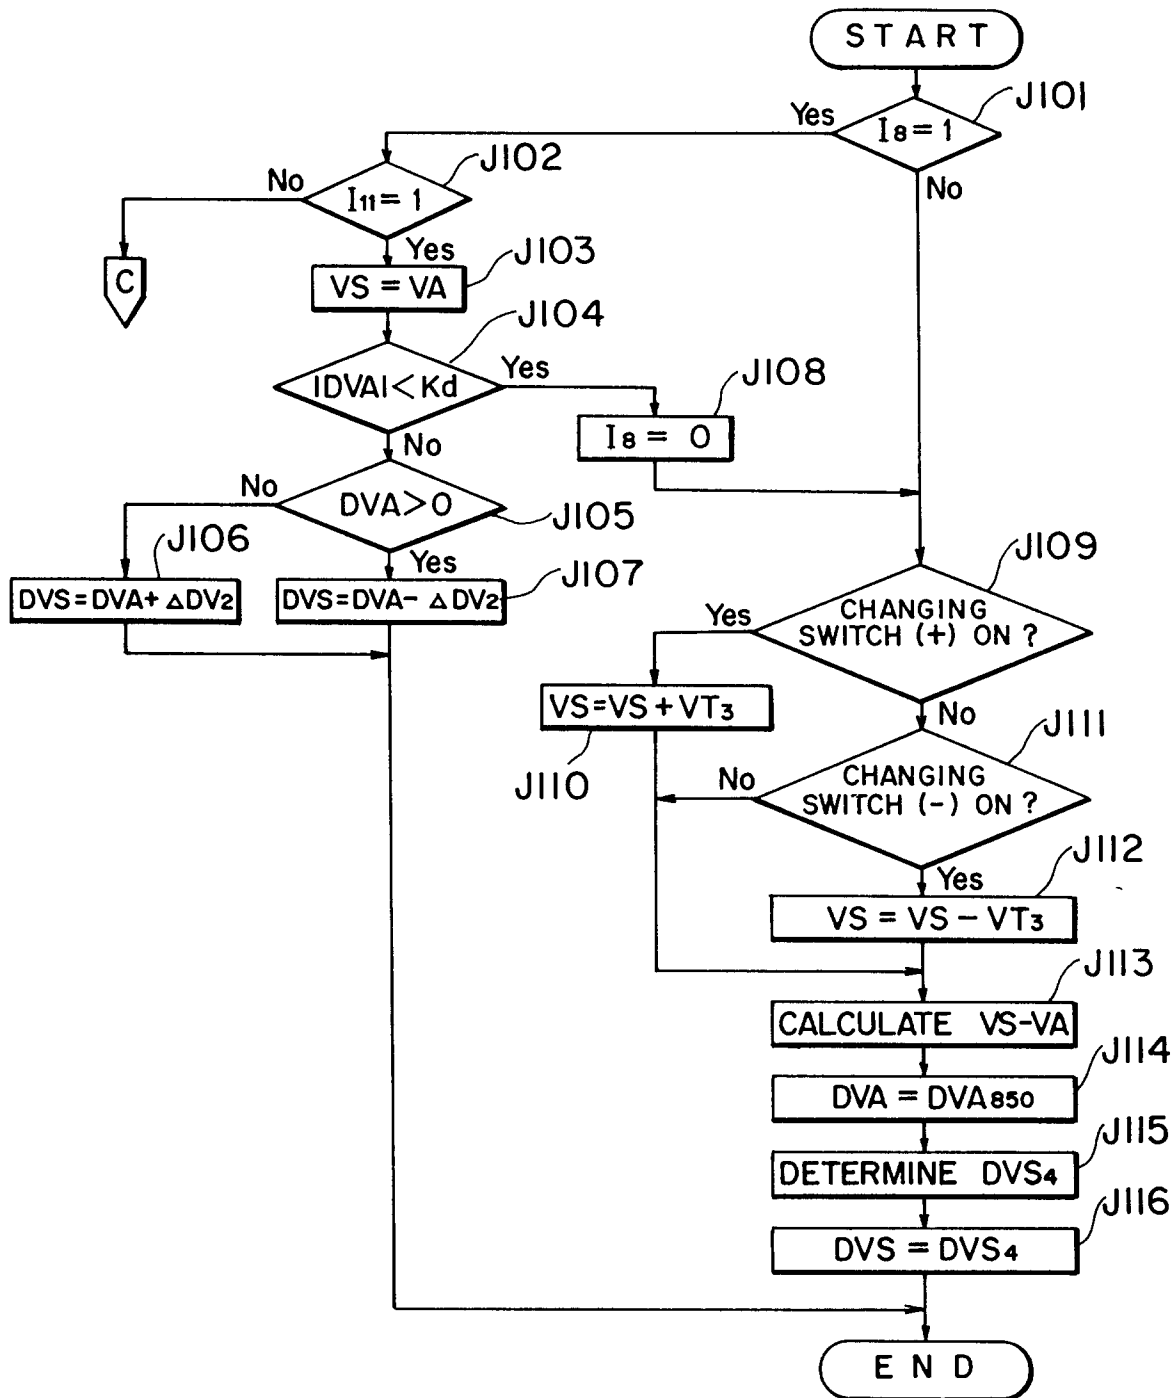 START
J101
Yes
I8 = 1
No
J102
No
I11 = 1
Yes
C
J103
VS = VA
J104
|DVA| < Kd
Yes
J108
I8 = 0
No
No
DVA > 0
J105
J106
Yes
J107
DVS = DVA + △DV2
DVS = DVA - △DV2
J109
Yes
CHANGING
SWITCH (+) ON ?
VS = VS + VT3
No
J111
J110
No
CHANGING
SWITCH (-) ON ?
J112
Yes
VS = VS - VT3
J113
CALCULATE VS-VA
J114
DVA = DVA850
J115
DETERMINE DVS4
J116
DVS = DVS4
END